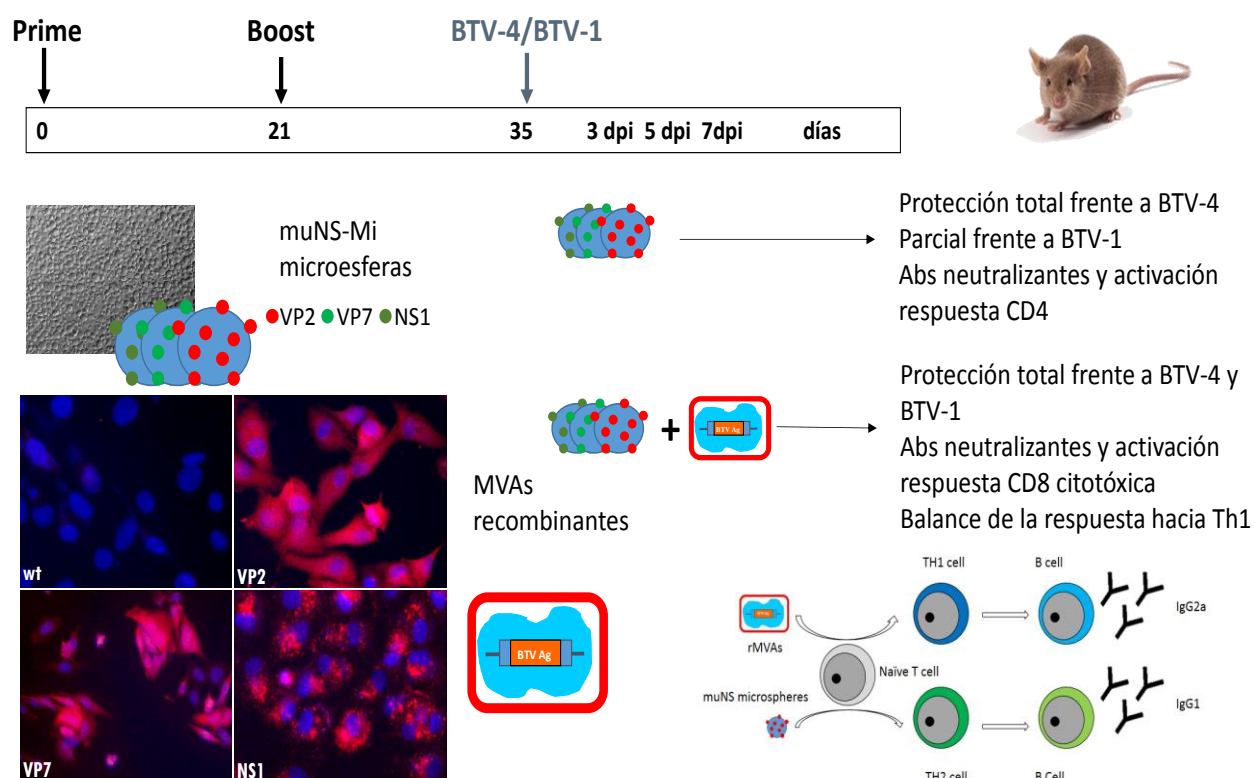 Prime
Boost
BTV-4/BTV-1
0 21 35 3 dpi 5 dpi 7dpi días
muNS-Mi
microesferas
VP2 VP7 NS1
Protección total frente a BTV-4
Parcial frente a BTV-1
Abs neutralizantes y activación
respuesta CD4
wt
VP2
VP7
NS1
MVAs
recombinantes
BTV Ag
+
BTV Ag
Protección total frente a BTV-4 y
BTV-1
Abs neutralizantes y activación
respuesta CD8 citotóxica
Balance de la respuesta hacia Th1
TH1 cell
B cell
IgG2a
BTV Ag
rMVAs
Naïve T cell
muNS microspheres
IgG1
TH2 cell
B Cell